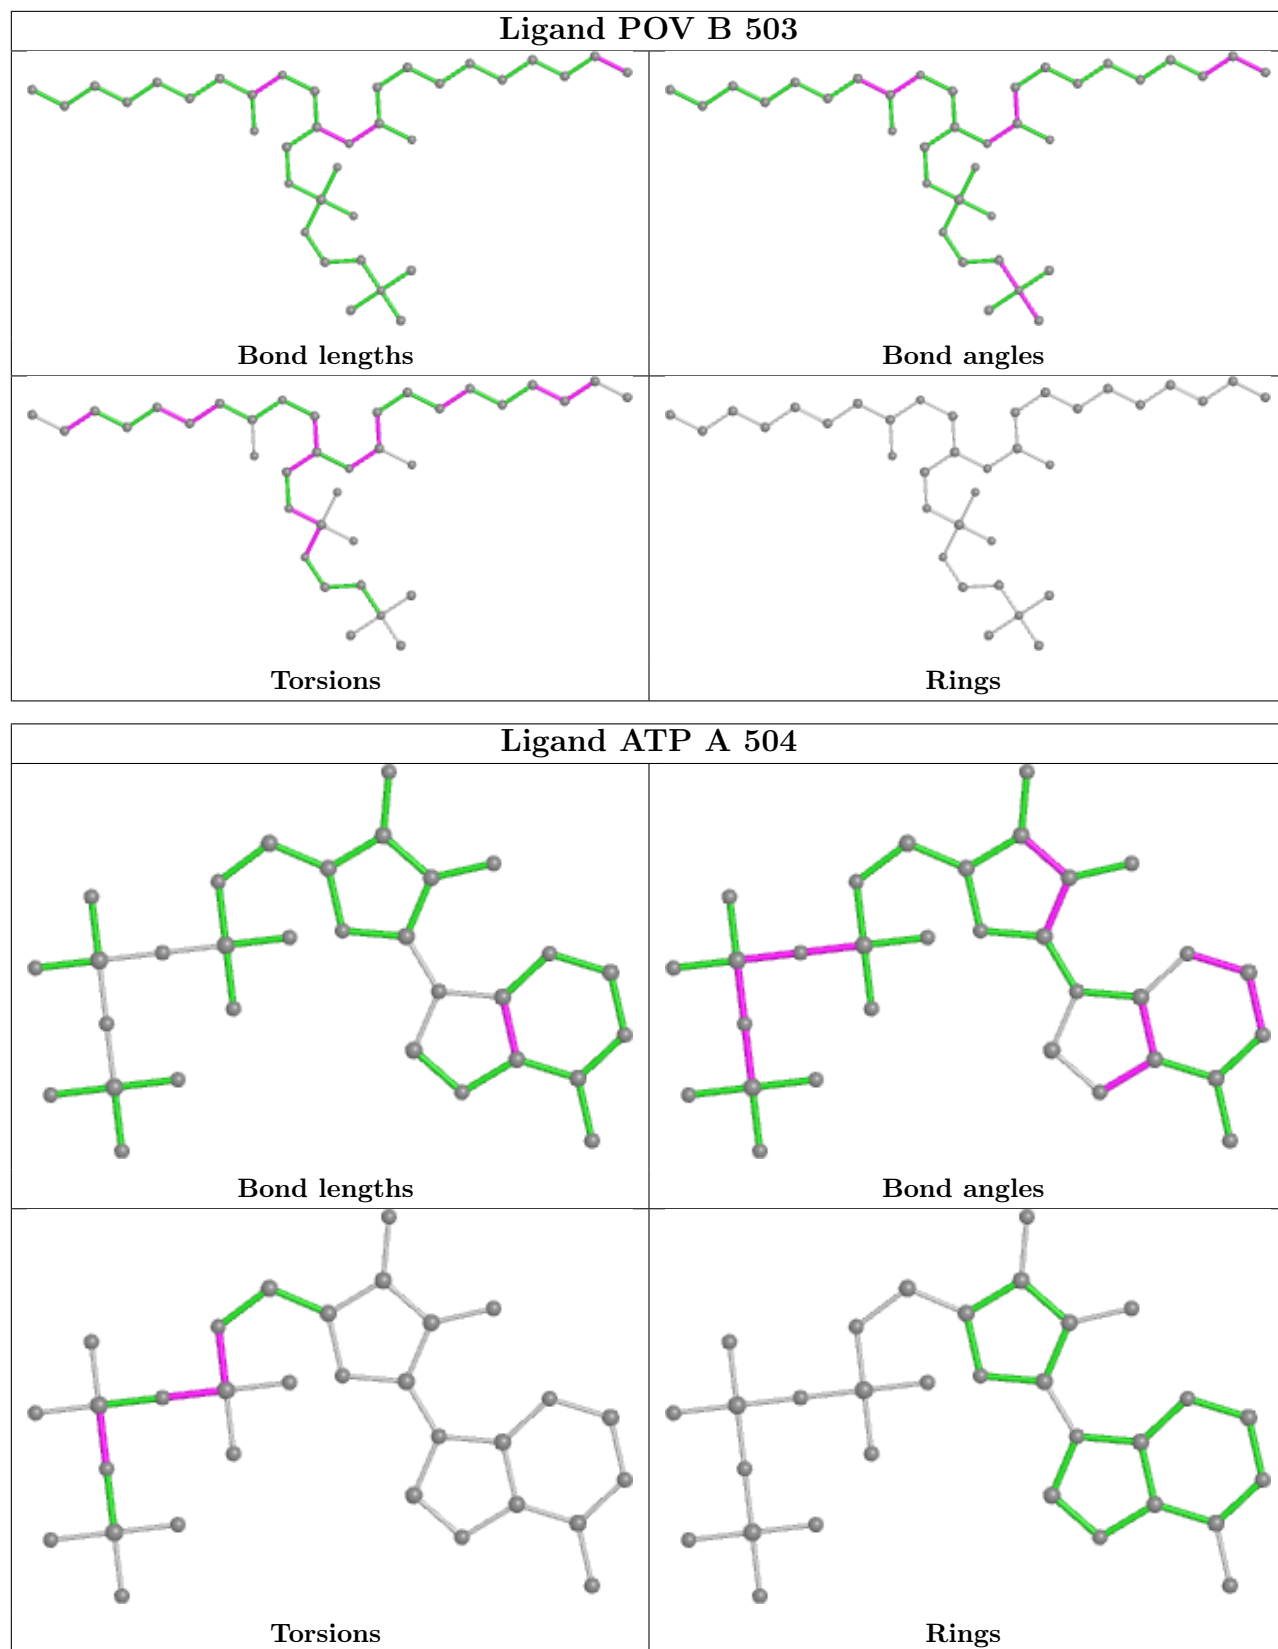 Ligand POV B 503
Bond lengths
Bond angles
Torsions
Rings
Ligand ATP A 504
Bond lengths
Bond angles
Torsions
Rings